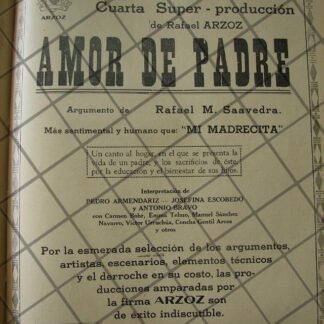 ARZOZ
Cuarta Super - producción
de Rafael ARZOZ
AMOR DE PADRE
Argumento de Rafael M. Saavedra.
Más sentimental y humano que: "MI MADRECITA"
Un canto al hogar, en el que se presenta la
vida de un padre, y los sacrificios de éste,
por la educación y el bienestar de sus hijos.
Interpretación de
PEDRO ARMENDARIZ — JOSEFINA ESCOBEDO
y ANTONIO BRAVO
con Carmen Bohr, Emma Telmo, Manuel Sánchez
Navarro, Víctor Urruchúa, Concha Gentil Arcos
y otros
Por la esmerada selección de los argumentos,
artistas, escenarios, elementos técnicos
y el derroche en su costo, las pro-
ducciones amparadas por
la firma ARZOZ son
de éxito indiscutible.